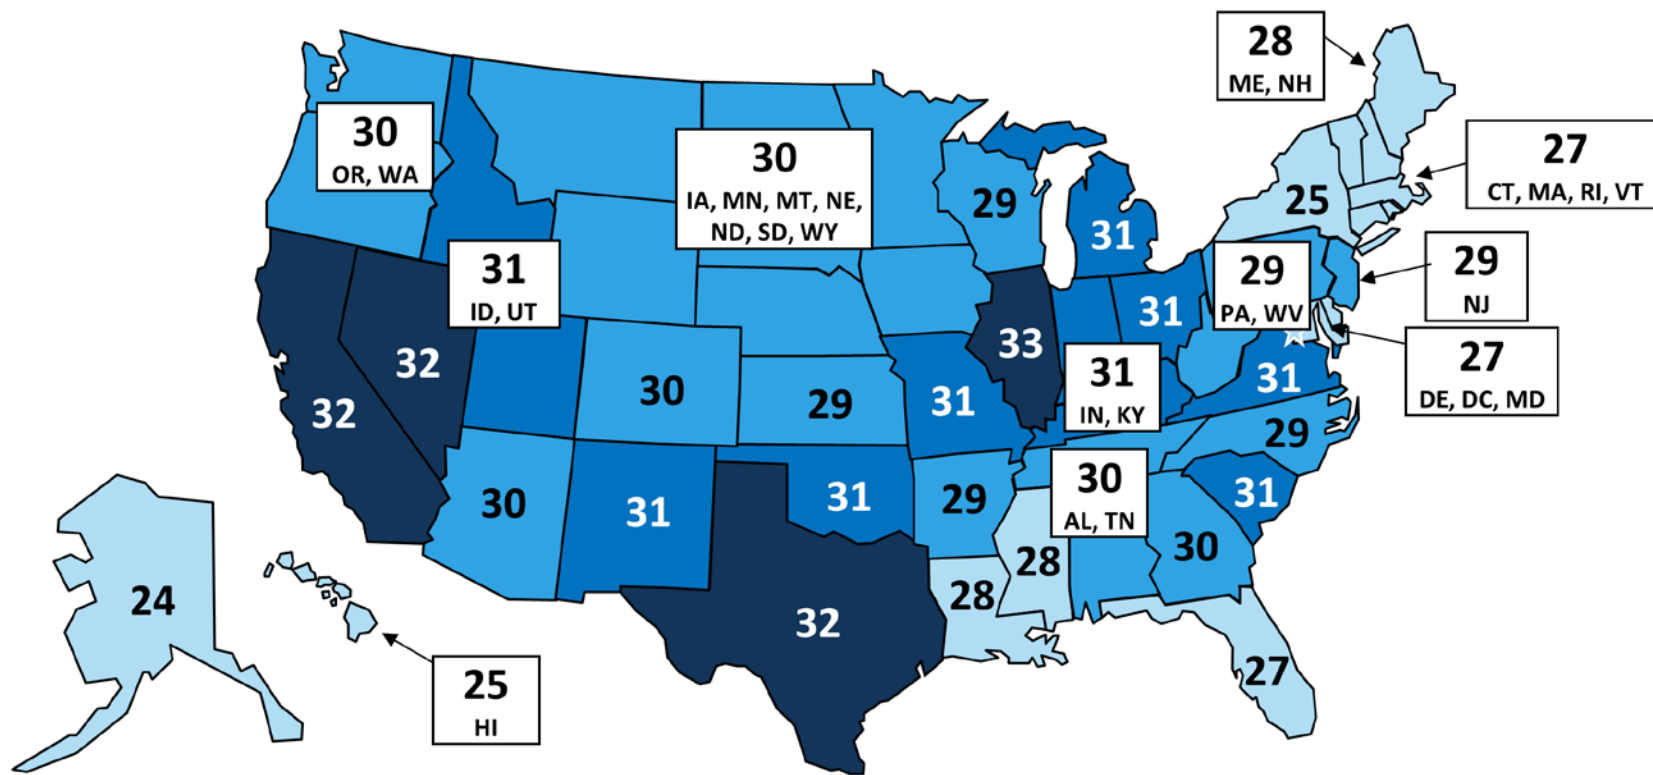 28
ME, NH
30
OR, WA
30
IA, MN, MT, NE,
ND, SD, WY
27
CT, MA, RI, VT
29
25
31
31
ID, UT
29
PA, WV
29
NJ
31
33
32
27
DE, DC, MD
31
IN, KY
31
30
29
31
32
29
30
AL, TN
31
30
31
31
29
30
28
28
24
32
27
25
HI